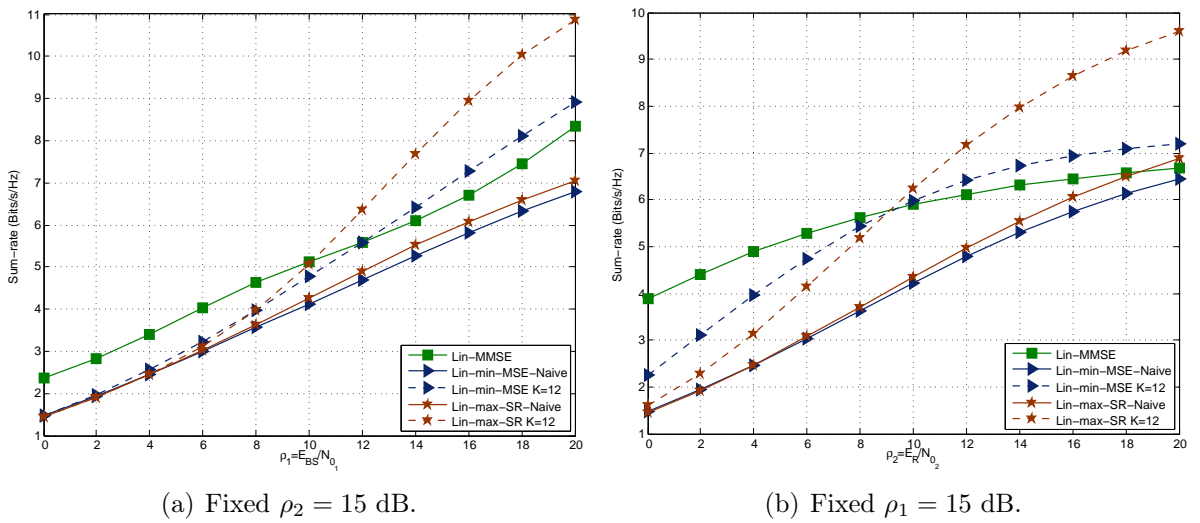 11
10
9
8
7
6
5
4
3
2
1
Sum−rate (Bits/s/Hz)
Lin−MMSE
Lin−min−MSE−Naive
Lin−min−MSE K=12
Lin−max−SR−Naive
Lin−max−SR K=12
0 2 4 6 8 10 12 14 16 18 20
ρ₁=E_BS/N_0₁
(a) Fixed ρ₂ = 15 dB.
10
9
8
7
6
5
4
3
2
1
Sum−rate (Bits/s/Hz)
Lin−MMSE
Lin−min−MSE−Naive
Lin−min−MSE K=12
Lin−max−SR−Naive
Lin−max−SR K=12
0 2 4 6 8 10 12 14 16 18 20
ρ₂=E_R/N_0₂
(b) Fixed ρ₁ = 15 dB.